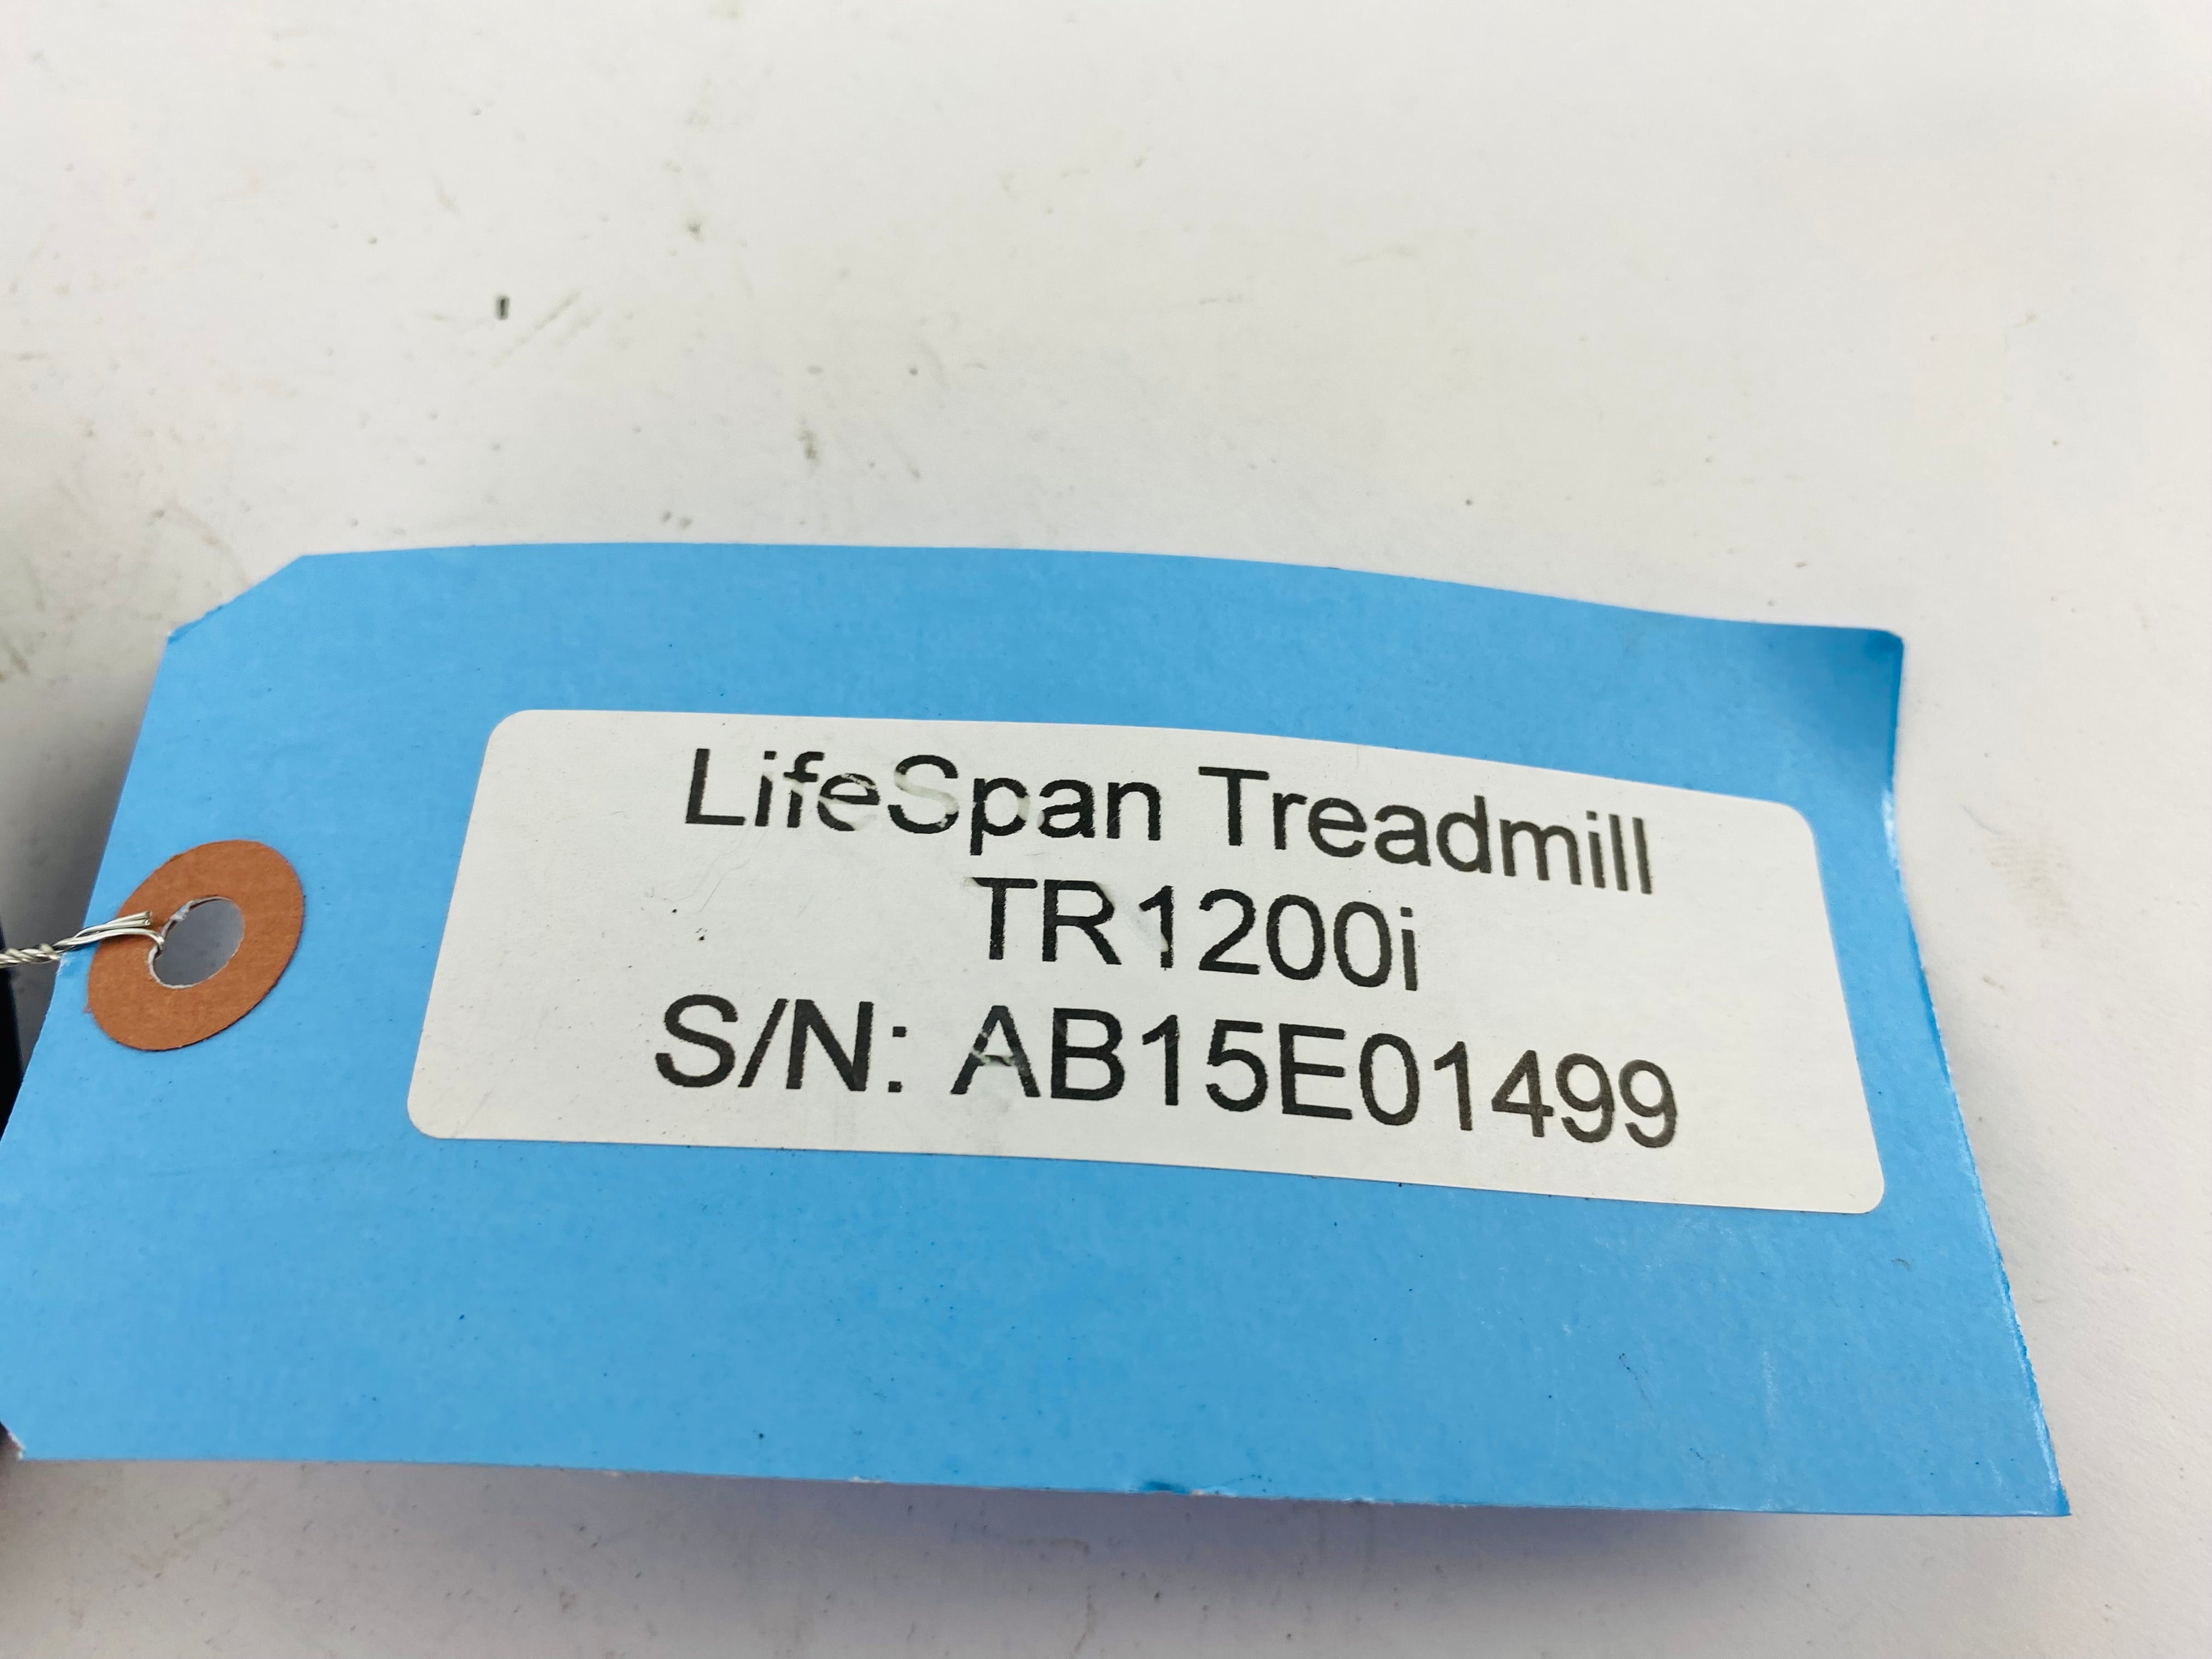 LifeSpan Treadmill
TR1200i
S/N: AB15E01499